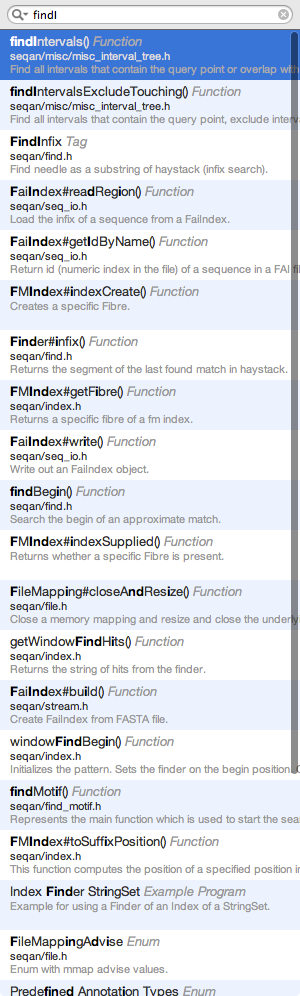 findI
findIntervals() Function
seqan/misc/misc_interval_tree.h
Find all intervals that contain the query point or overlap with
findIntervalsExcludeTouching() Function
seqan/misc/misc_interval_tree.h
Find all intervals that contain the query point, exclude interv
FindInfix Tag
seqan/find.h
Find needle as a substring of haystack (infix search).
FaiIndex#readRegion() Function
seqan/seq_io.h
Load the infix of a sequence from a FaiIndex.
FaiIndex#getIdByName() Function
seqan/seq_io.h
Return id (numeric index in the file) of a sequence in a FAI fi
FMIndex#indexCreate() Function
Creates a specific Fibre.
Finder#infix() Function
seqan/find.h
Returns the segment of the last found match in haystack.
FMIndex#getFibre() Function
seqan/index.h
Returns a specific fibre of a fm index.
FaiIndex#write() Function
seqan/seq_io.h
Write out an FaiIndex object.
findBegin() Function
seqan/find.h
Search the begin of an approximate match.
FMIndex#indexSupplied() Function
Returns whether a specific Fibre is present.
FileMapping#closeAndResize() Function
seqan/file.h
Close a memory mapping and resize and close the underlyi
getWindowFindHits() Function
seqan/index.h
Returns the string of hits from the finder.
FaiIndex#build() Function
seqan/stream.h
Create FaiIndex from FASTA file.
windowFindBegin() Function
seqan/index.h
Initializes the pattern. Sets the finder on the begin position. C
findMotif() Function
seqan/find_motif.h
Represents the main function which is used to start the sea
FMIndex#toSuffixPosition() Function
seqan/index.h
This function computes the position of a specified position in
Index Finder StringSet Example Program
Example for using a Finder of an Index of a StringSet.
FileMappingAdvise Enum
seqan/file.h
Enum with mmap advise values.
Predefined Annotation Types Enum